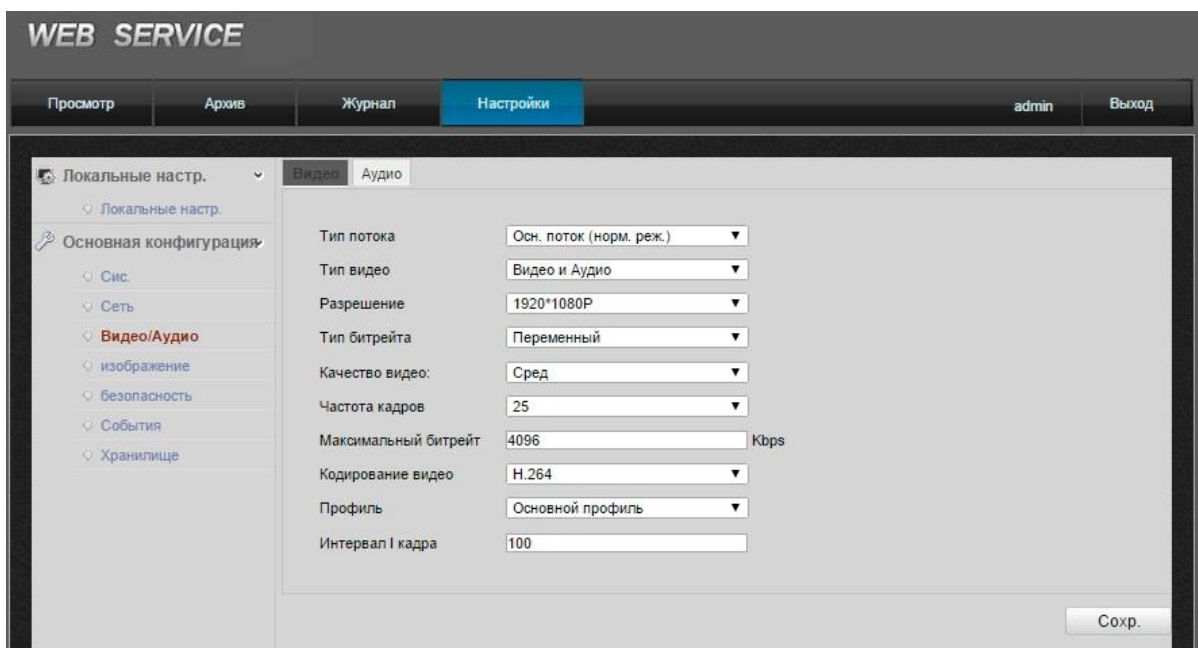 WEB SERVICE
Просмотр Архив Журнал Настройки admin Выход
Локальные настр.
Локальные настр.
Основная конфигурация
Сис.
Сеть
Видео/Аудио
изображение
безопасность
События
Хранилище
Видео Аудио
Тип потока Осн. поток (норм. реж.)
Тип видео Видео и Аудио
Разрешение 1920*1080P
Тип битрейта Переменный
Качество видео: Сред
Частота кадров 25
Максимальный битрейт 4096 Kbps
Кодирование видео H.264
Профиль Основной профиль
Интервал I кадра 100
Сохр.